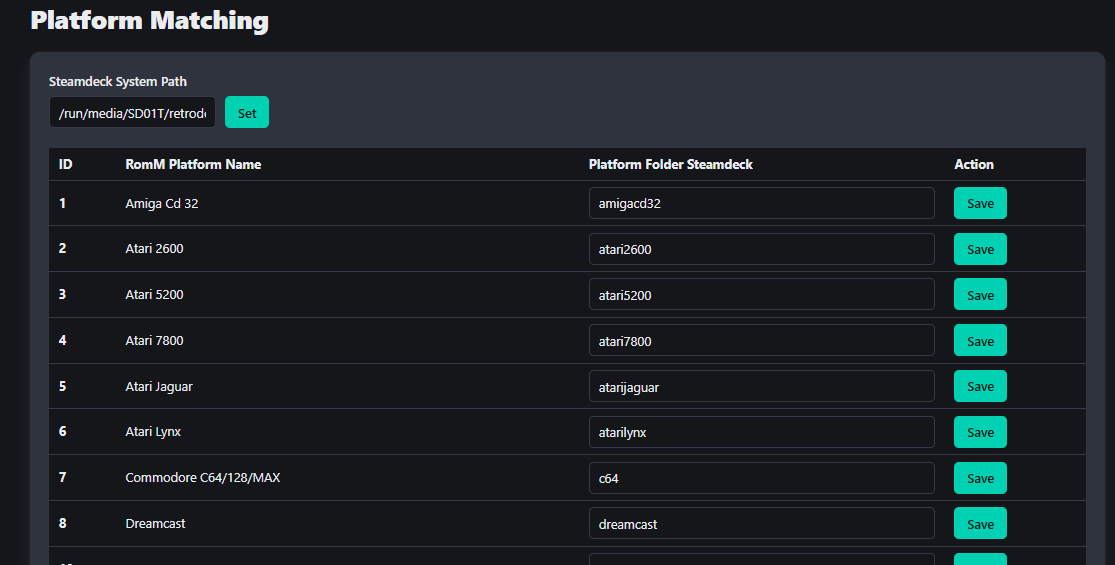 Platform Matching
Steamdeck System Path
/run/media/SD01T/retrod
Set
ID RomM Platform Name Platform Folder Steamdeck Action
1 Amiga Cd 32 amigacd32 Save
2 Atari 2600 atari2600 Save
3 Atari 5200 atari5200 Save
4 Atari 7800 atari7800 Save
5 Atari Jaguar atarijaguar Save
6 Atari Lynx atarilynx Save
7 Commodore C64/128/MAX c64 Save
8 Dreamcast dreamcast Save